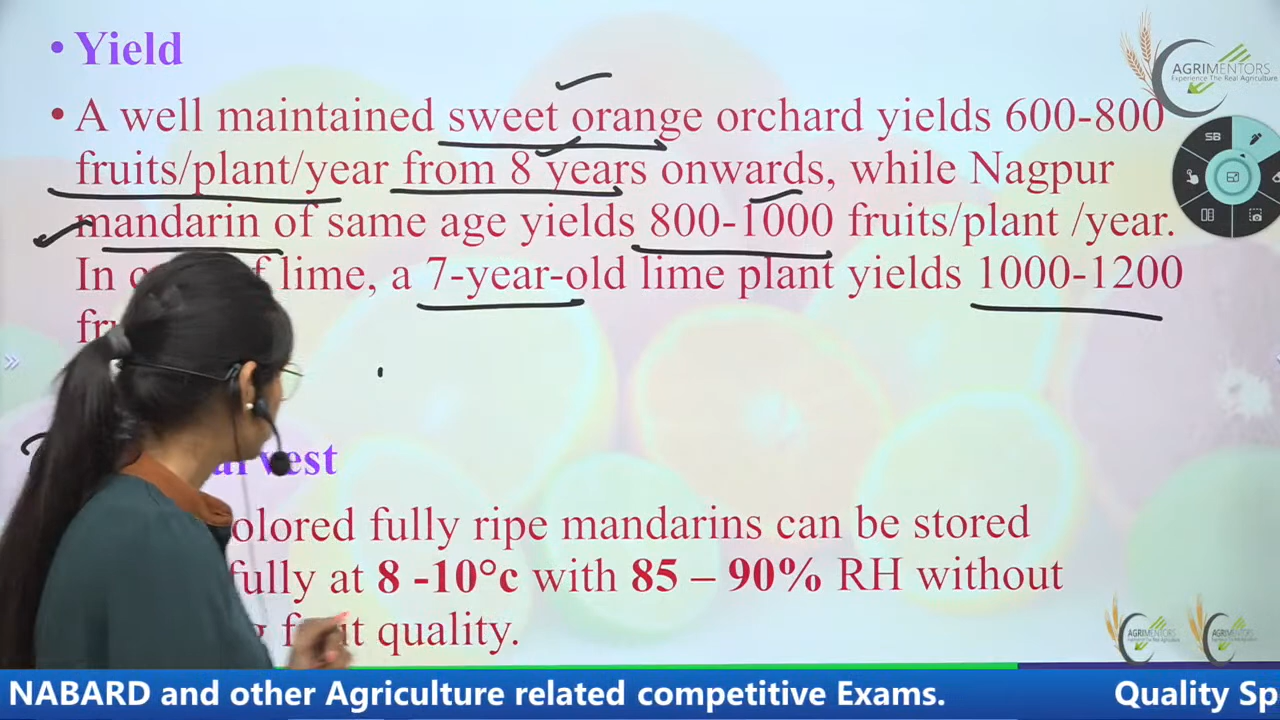 • Yield
• A well maintained sweet orange orchard yields 600-800
fruits/plant/year from 8 years onwards, while Nagpur
mandarin of same age yields 800-1000 fruits/plant /year.
In lime, a 7-year-old lime plant yields 1000-1200
fully ripe mandarins can be stored
at 8 -10°c with 85 – 90% RH without
quality.
AGRIMENTORS
Experience The Real Agriculture
SB
AGRIMENTORS
AGRIMENTORS
NABARD and other Agriculture related competitive Exams. Quality Sp